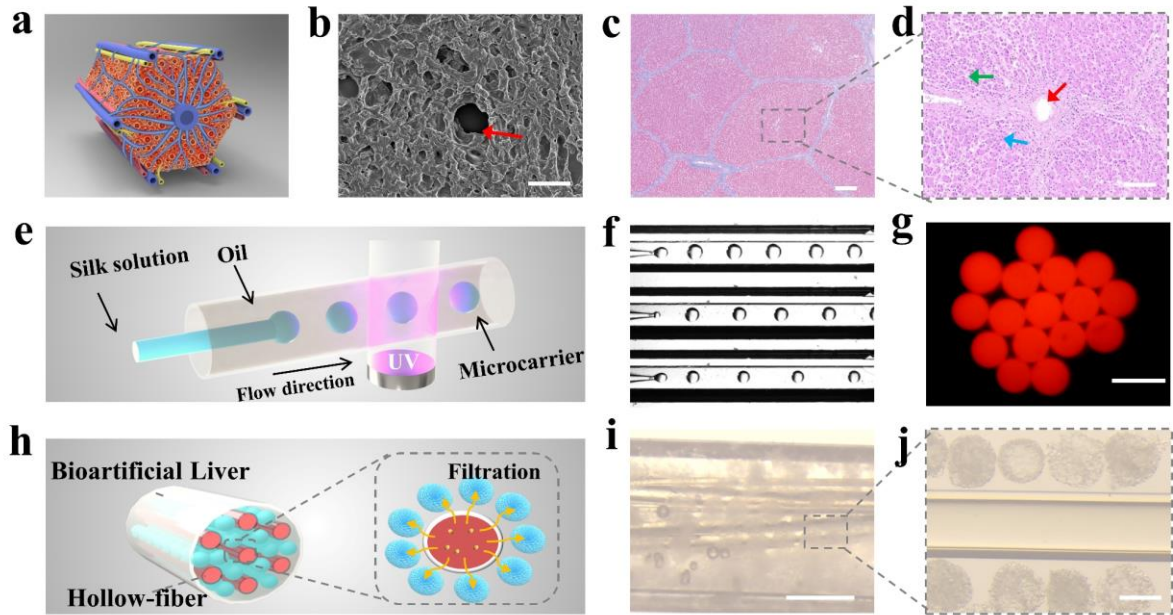 a
b
c
d
e
Silk solution
Oil
Flow direction
UV
Microcarrier
f
g
h
Bioartificial Liver
Hollow-fiber
Filtration
i
j